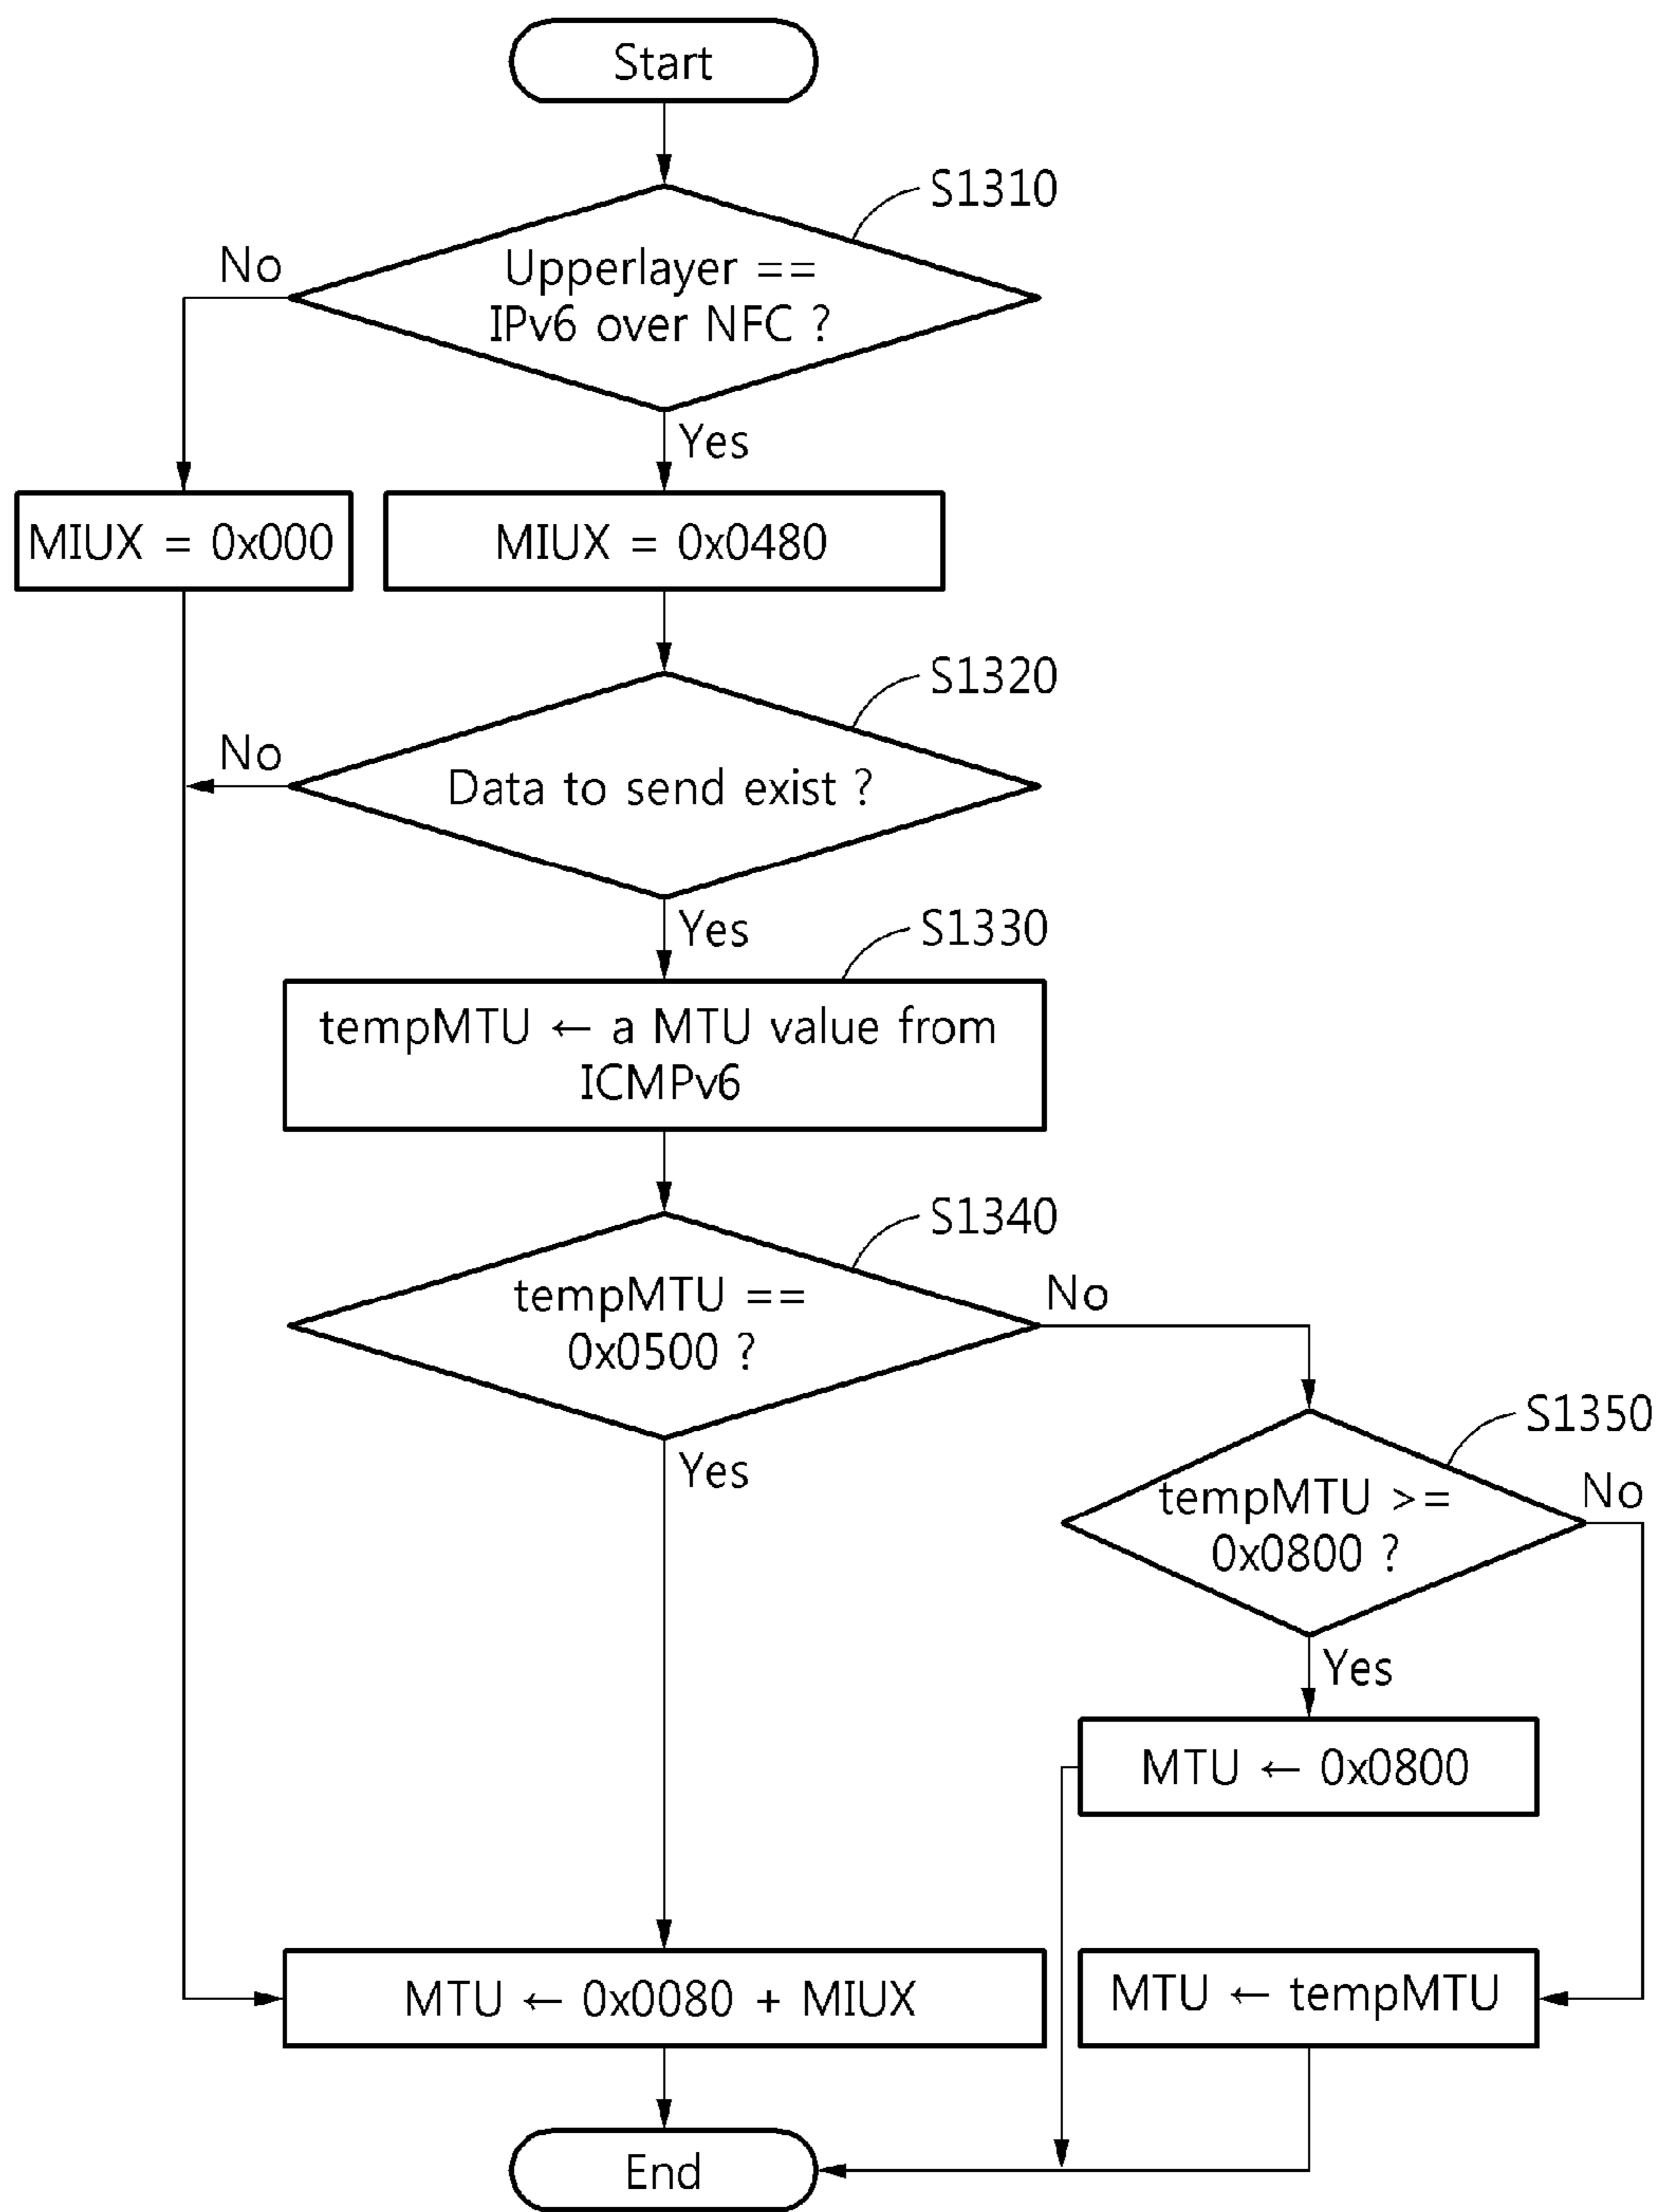 Start
S1310
No
Upperlayer ==
IPv6 over NFC ?
Yes
MIUX = 0x000
MIUX = 0x0480
S1320
No
Data to send exist ?
Yes
S1330
tempMTU ← a MTU value from
ICMPv6
S1340
tempMTU ==
0x0500 ?
No
Yes
S1350
tempMTU >=
0x0800 ?
No
Yes
MTU ← 0x0800
MTU ← 0x0080 + MIUX
MTU ← tempMTU
End